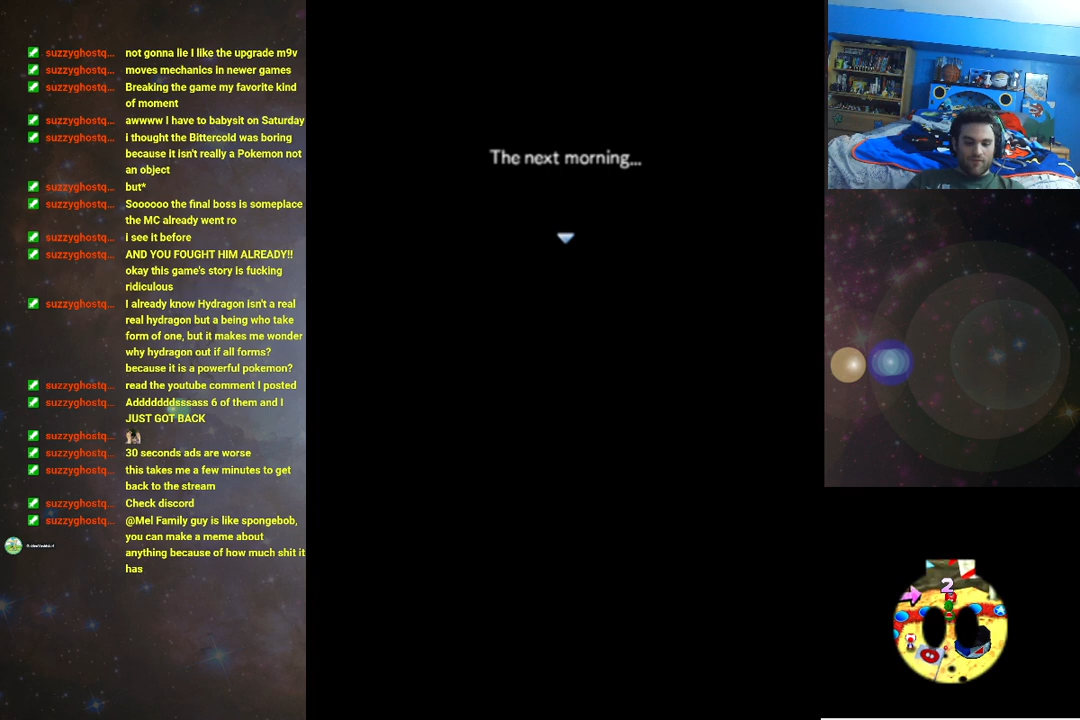 suzzyghostq... not gonna lie I like the upgrade m9v
suzzyghostq... moves mechanics in newer games
suzzyghostq... Breaking the game my favorite kind
of moment
suzzyghostq... awwww I have to babysit on Saturday
suzzyghostq... i thought the Bittercold was boring
because it isn't really a Pokemon not
an object
suzzyghostq... but*
suzzyghostq... Soooooo the final boss is someplace
the MC already went ro
suzzyghostq... i see it before
suzzyghostq... AND YOU FOUGHT HIM ALREADY!!
okay this game's story is fucking
ridiculous
suzzyghostq... I already know Hydragon isn't a real
real hydragon but a being who take
form of one, but it makes me wonder
why hydragon out if all forms?
because it is a powerful pokemon?
suzzyghostq... read the youtube comment I posted
suzzyghostq... Adddddddsssass 6 of them and I
JUST GOT BACK
suzzyghostq...
suzzyghostq... 30 seconds ads are worse
suzzyghostq... this takes me a few minutes to get
back to the stream
suzzyghostq... Check discord
suzzyghostq... @Mel Family guy is like spongebob,
you can make a meme about
anything because of how much shit it
has
The next morning...
2